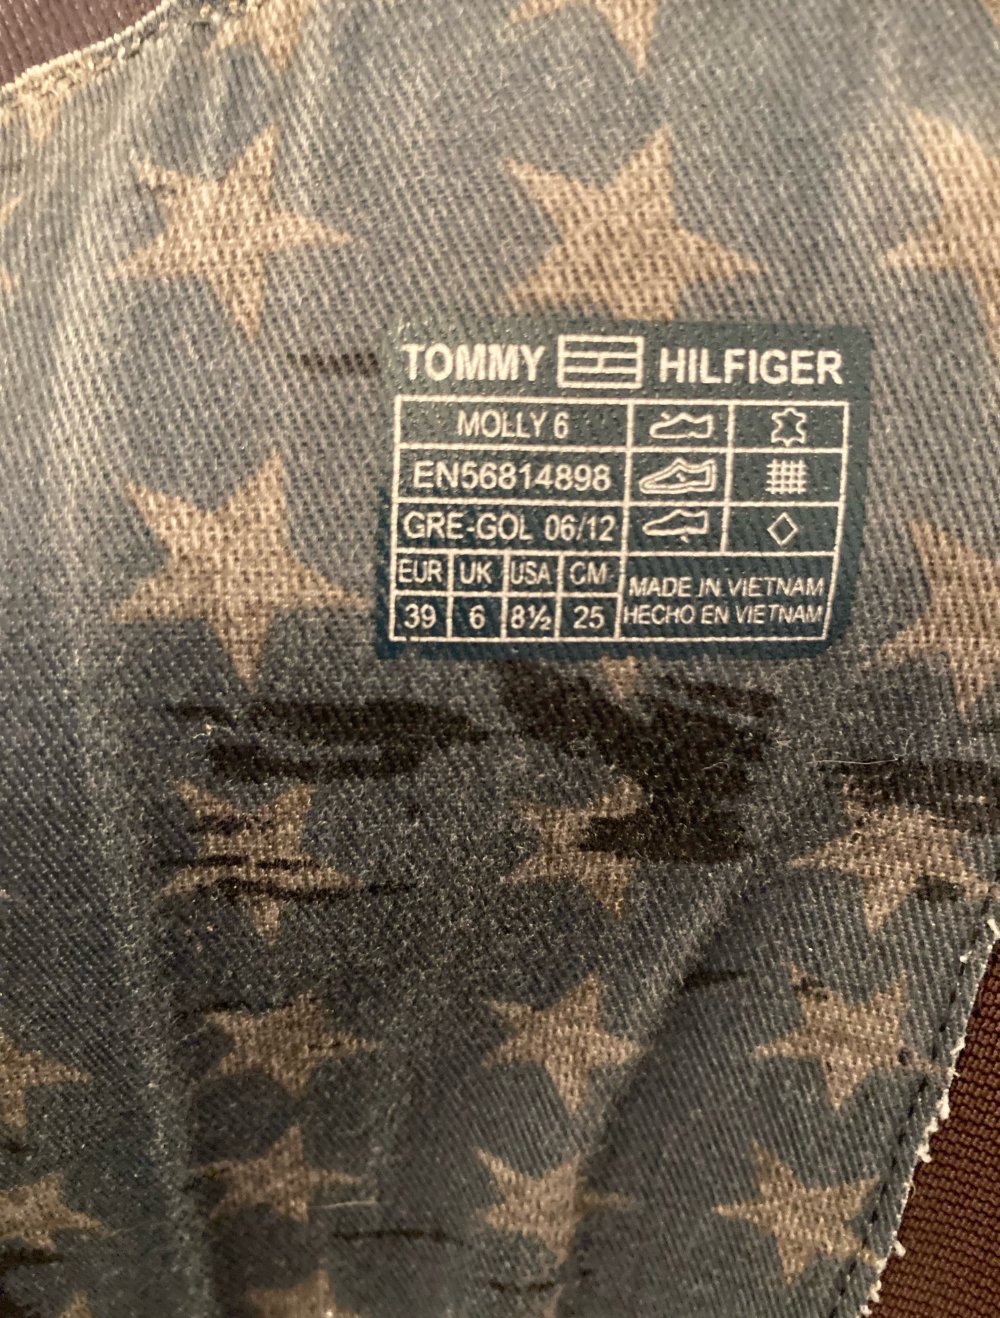 TOMMY HILFIGER
MOLLY 6
EN56814898
GRE-GOL 06/12
EUR UK USA CM
39 6 8½ 25
MADE IN VIETNAM
HECHO EN VIETNAM